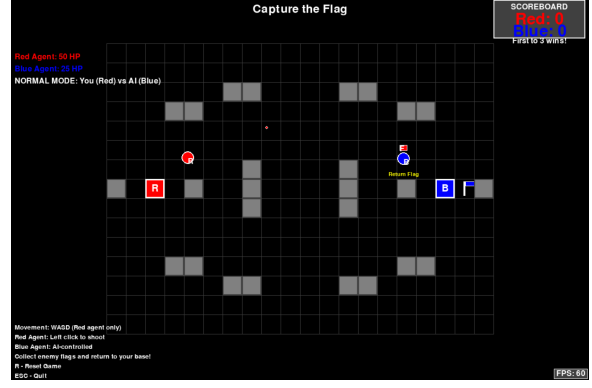 Capture the Flag
SCOREBOARD
Red: 0
Blue: 0
First to 3 wins!
Red Agent: 50 HP
Blue Agent: 30 HP
NORMAL MODE: You (Red) vs AI (Blue)
R
F
B
Return Flag
R
B
Movement: WASD (Red agent only)
Red Agent: Left click to shoot
Blue Agent: AI-controlled
Collect enemy flags and return to your base!
R - Reset Game
ESC - Quit
FPS: 60